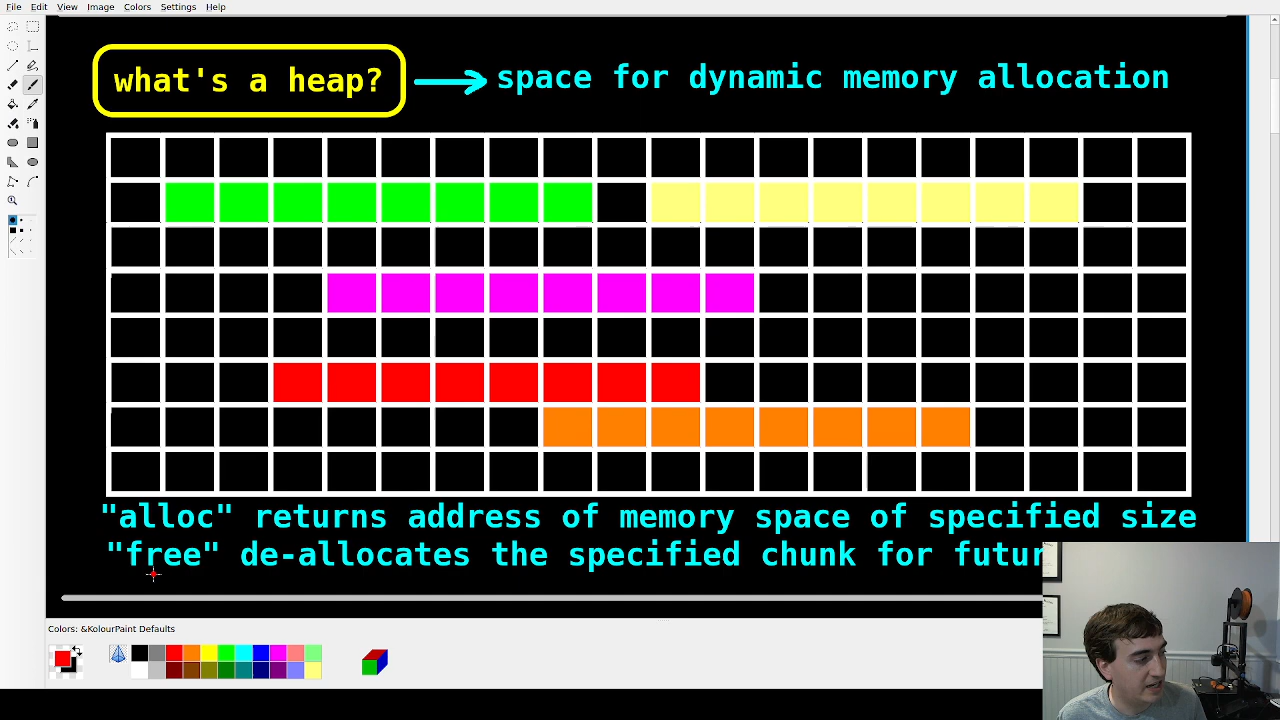 File Edit View Image Colors Settings Help
what's a heap? space for dynamic memory allocation
"alloc" returns address of memory space of specified size
"free" de-allocates the specified chunk for
Colors: &KolourPaint Defaults